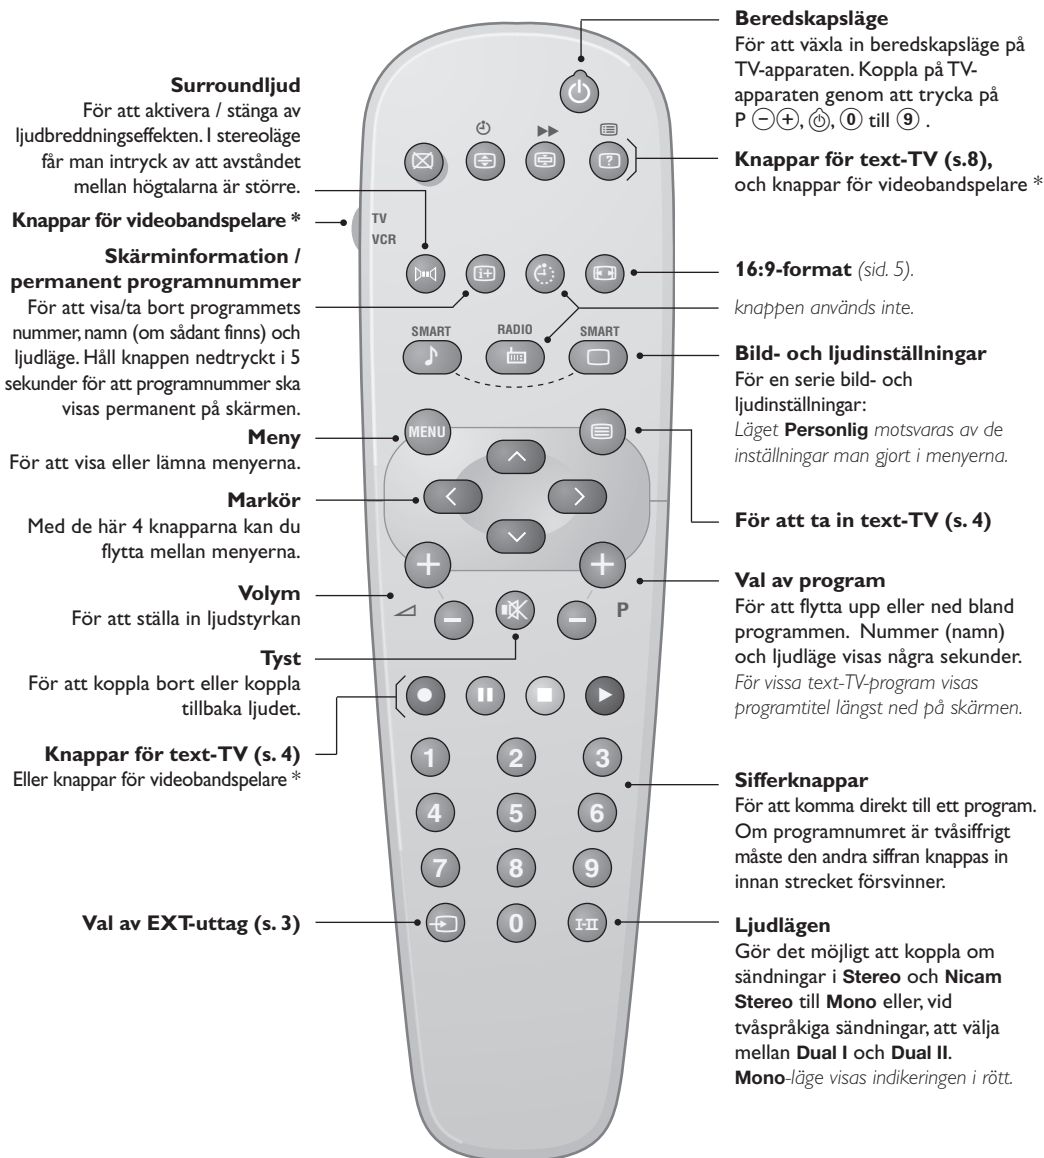 Surroundljud
För att aktivera / stänga av
ljudbreddningseffekten. I stereoläge
får man intryck av att avståndet
mellan högtalarna är större.
Knappar för videobandspelare *
Skärminformation /
permanent programnummer
För att visa/ta bort programmets
nummer, namn (om sådant finns) och
ljudläge. Håll knappen nedtryckt i 5
sekunder för att programnummer ska
visas permanent på skärmen.
Meny
För att visa eller lämna menyerna.
Markör
Med de här 4 knapparna kan du
flytta mellan menyerna.
Volym
För att ställa in ljudstyrkan
Tyst
För att koppla bort eller koppla
tillbaka ljudet.
Knappar för text-TV (s. 4)
Eller knappar för videobandspelare *
Val av EXT-uttag (s. 3)
TV
VCR
i+
SMART RADIO SMART
MENU
P
1 2 3
4 5 6
7 8 9
0 I-II
Beredskapsläge
För att växla in beredskapsläge på
TV-apparaten. Koppla på TV-
apparaten genom att trycka på
P − +, ⏻, 0 till 9 .
Knappar för text-TV (s.8),
och knappar för videobandspelare *
16:9-format (sid. 5).
knappen används inte.
Bild- och ljudinställningar
För en serie bild- och
ljudinställningar:
Läget Personlig motsvaras av de
inställningar man gjort i menyerna.
För att ta in text-TV (s. 4)
Val av program
För att flytta upp eller ned bland
programmen. Nummer (namn)
och ljudläge visas några sekunder.
För vissa text-TV-program visas
programtitel längst ned på skärmen.
Sifferknappar
För att komma direkt till ett program.
Om programnumret är tvåsiffrigt
måste den andra siffran knappas in
innan strecket försvinner.
Ljudlägen
Gör det möjligt att koppla om
sändningar i Stereo och Nicam
Stereo till Mono eller, vid
tvåspråkiga sändningar, att välja
mellan Dual I och Dual II.
Mono-läge visas indikeringen i rött.